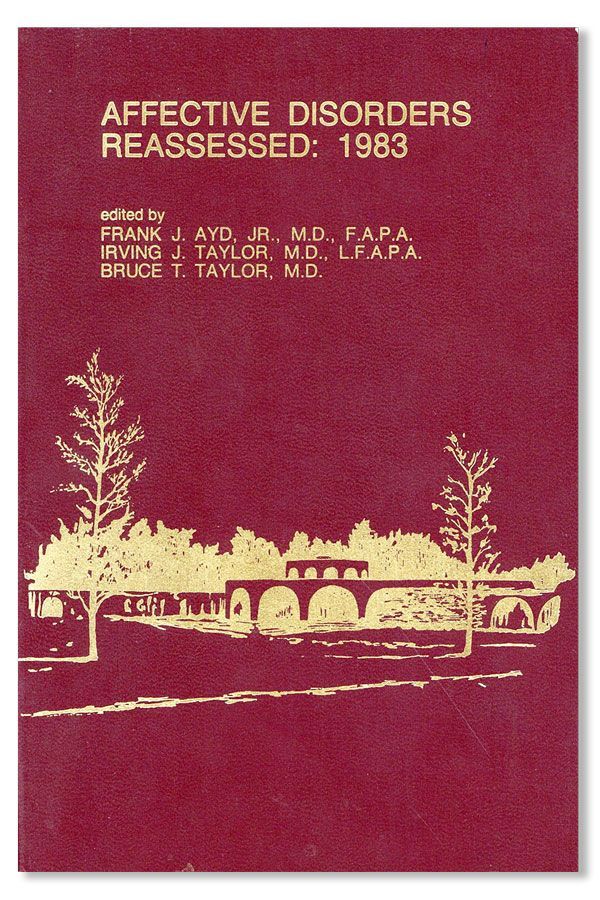 AFFECTIVE DISORDERS
REASSESSED: 1983
edited by
FRANK J. AYD, JR., M.D., F.A.P.A.
IRVING J. TAYLOR, M.D., L.F.A.P.A.
BRUCE T. TAYLOR, M.D.